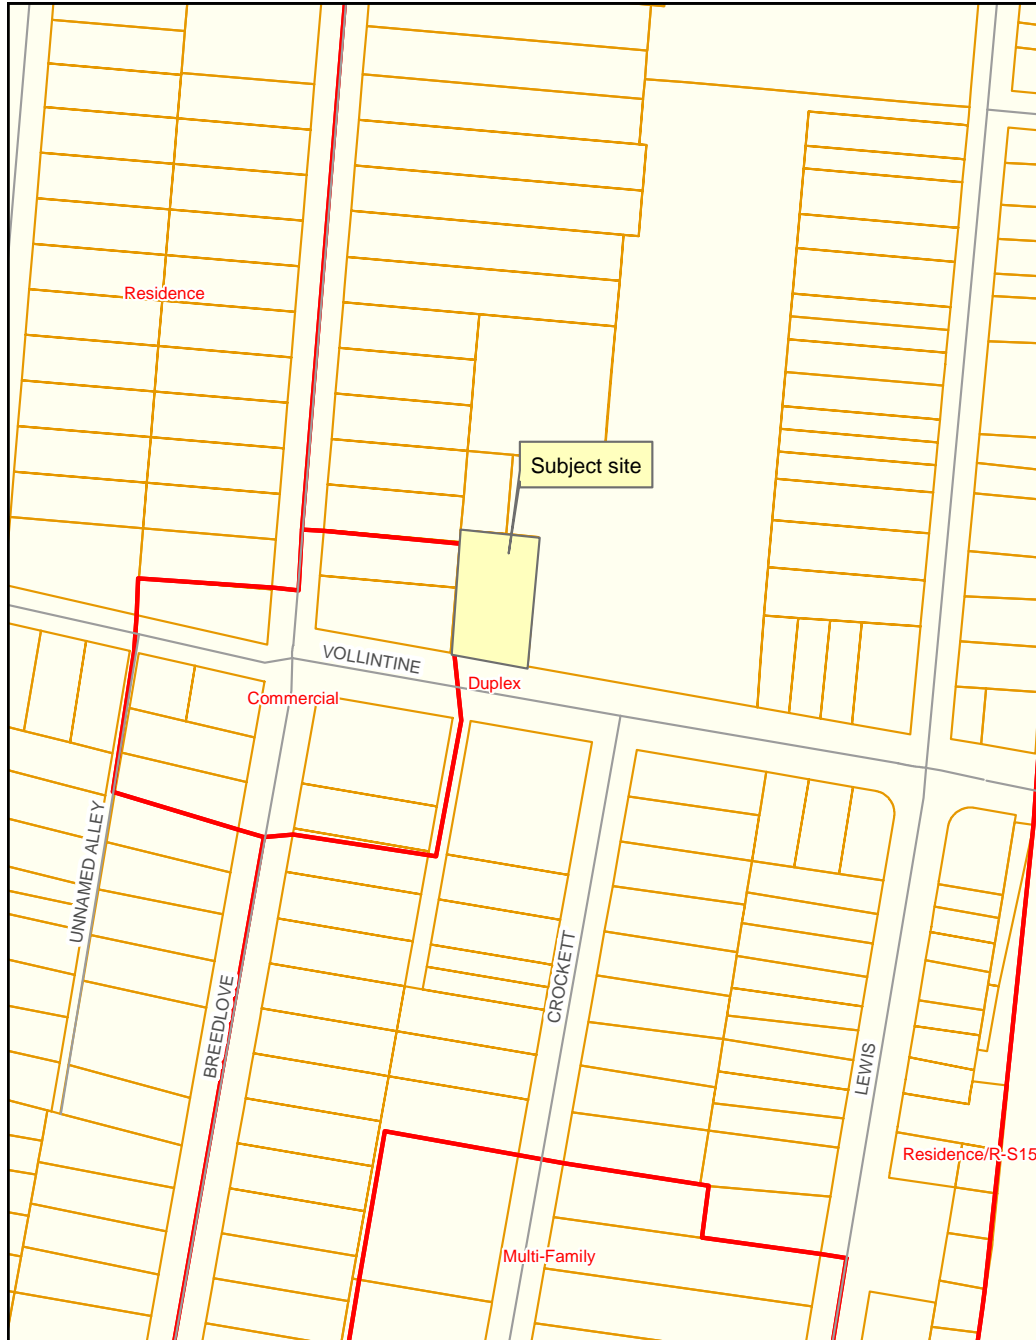 Residence
Subject site
VOLLINTINE
Duplex
Commercial
UNNAMED ALLEY
BREEDLOVE
CROCKETT
LEWIS
Residence/R-S15
Multi-Family